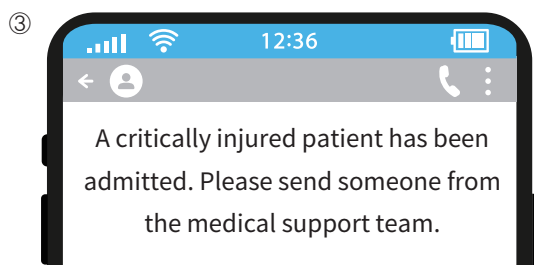 ③
12:36
A critically injured patient has been
admitted. Please send someone from
the medical support team.